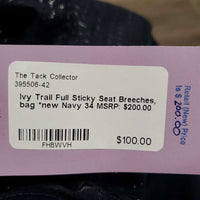 The Tack Collector
395506-42
Ivy Trail Full Sticky Seat Breeches,
bag *new Navy 34 MSRP: $200.00
$100.00
FHBWVH
Retail (New) Price
is $ 200.00